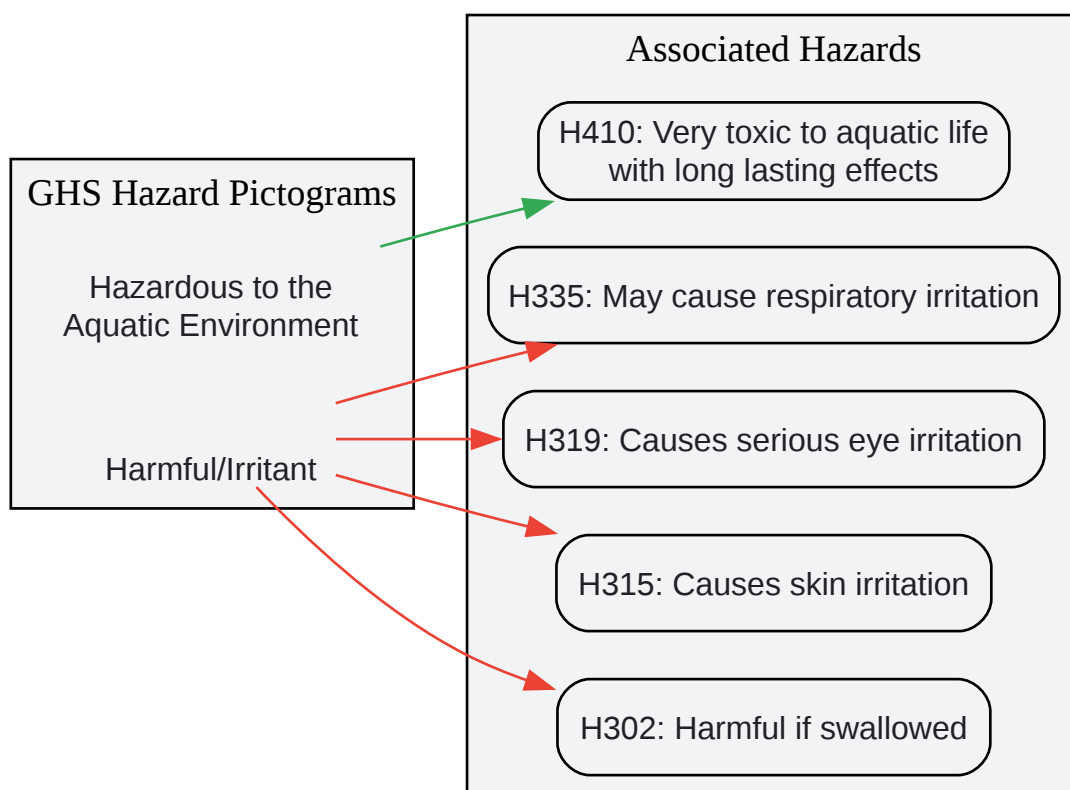 GHS Hazard Pictograms
Hazardous to the
Aquatic Environment
Harmful/Irritant
Associated Hazards
H410: Very toxic to aquatic life
with long lasting effects
H335: May cause respiratory irritation
H319: Causes serious eye irritation
H315: Causes skin irritation
H302: Harmful if swallowed